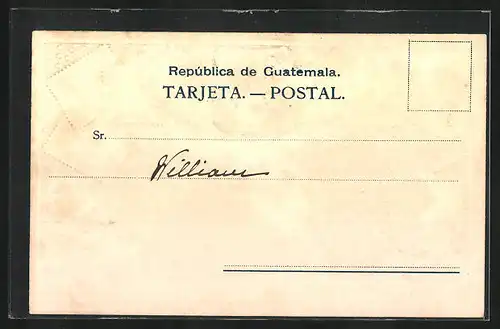 República de Guatemala.
TARJETA. — POSTAL.
Sr.
William